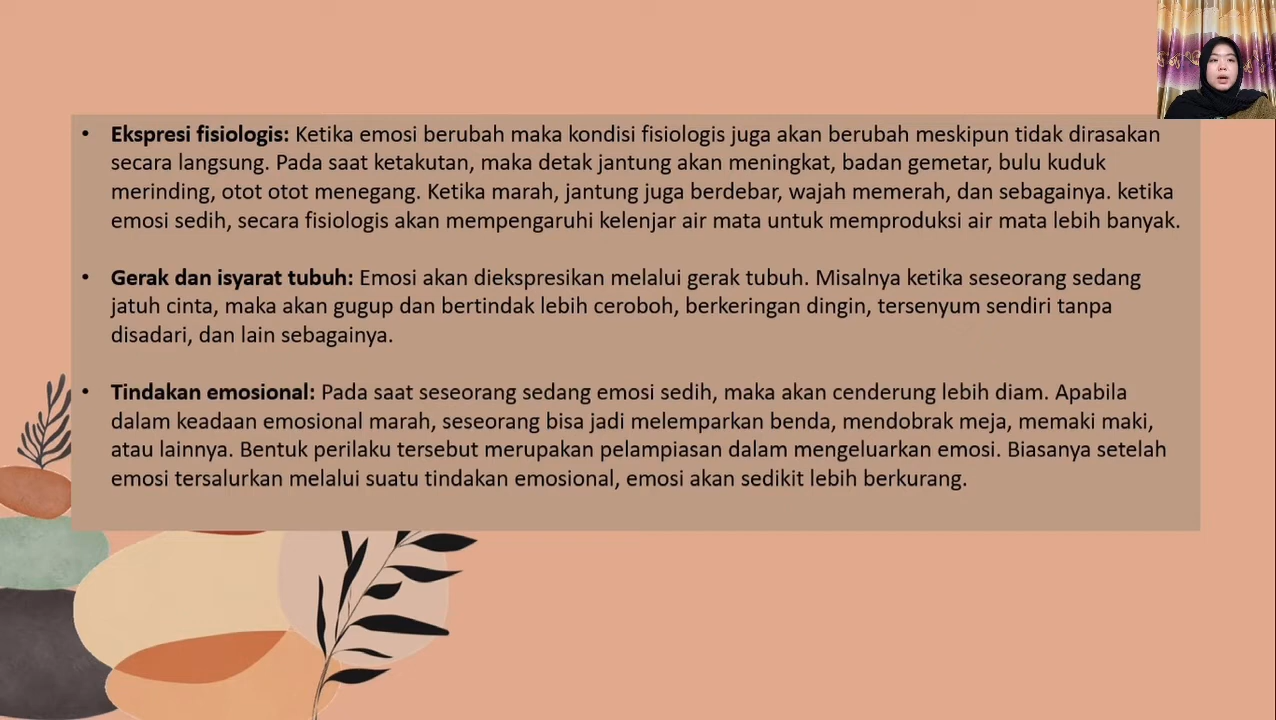 • Ekspresi fisiologis: Ketika emosi berubah maka kondisi fisiologis juga akan berubah meskipun tidak dirasakan
secara langsung. Pada saat ketakutan, maka detak jantung akan meningkat, badan gemetar, bulu kuduk
merinding, otot otot menegang. Ketika marah, jantung juga berdebar, wajah memerah, dan sebagainya. ketika
emosi sedih, secara fisiologis akan mempengaruhi kelenjar air mata untuk memproduksi air mata lebih banyak.
• Gerak dan isyarat tubuh: Emosi akan diekspresikan melalui gerak tubuh. Misalnya ketika seseorang sedang
jatuh cinta, maka akan gugup dan bertindak lebih ceroboh, berkeringan dingin, tersenyum sendiri tanpa
disadari, dan lain sebagainya.
• Tindakan emosional: Pada saat seseorang sedang emosi sedih, maka akan cenderung lebih diam. Apabila
dalam keadaan emosional marah, seseorang bisa jadi melemparkan benda, mendobrak meja, memaki maki,
atau lainnya. Bentuk perilaku tersebut merupakan pelampiasan dalam mengeluarkan emosi. Biasanya setelah
emosi tersalurkan melalui suatu tindakan emosional, emosi akan sedikit lebih berkurang.